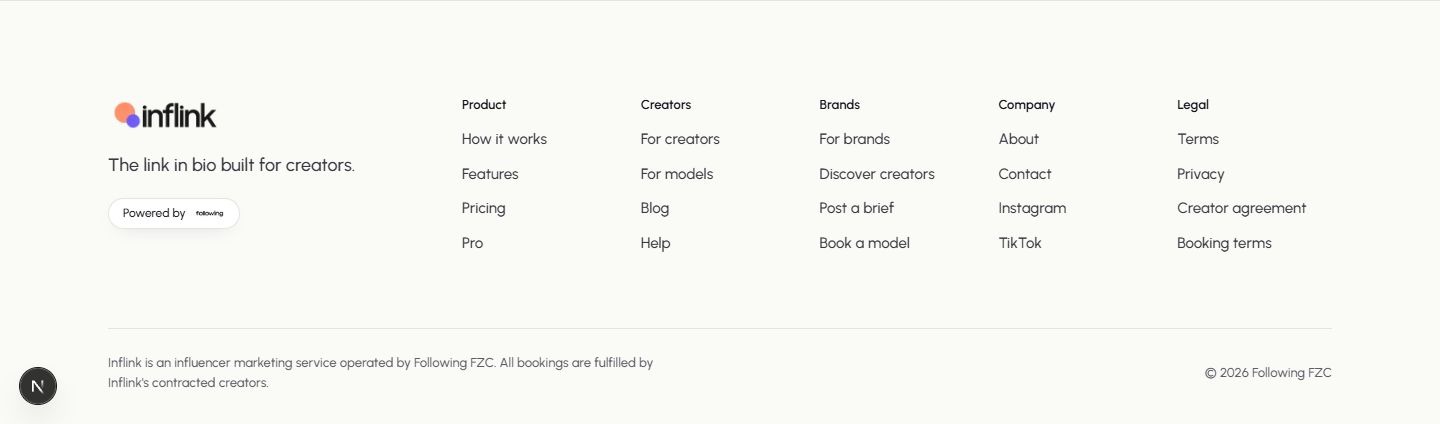 inflink
The link in bio built for creators.
Powered by following
Product
How it works
Features
Pricing
Pro
Creators
For creators
For models
Blog
Help
Brands
For brands
Discover creators
Post a brief
Book a model
Company
About
Contact
Instagram
TikTok
Legal
Terms
Privacy
Creator agreement
Booking terms
Inflink is an influencer marketing service operated by Following FZC. All bookings are fulfilled by
Inflink's contracted creators.
© 2026 Following FZC
N